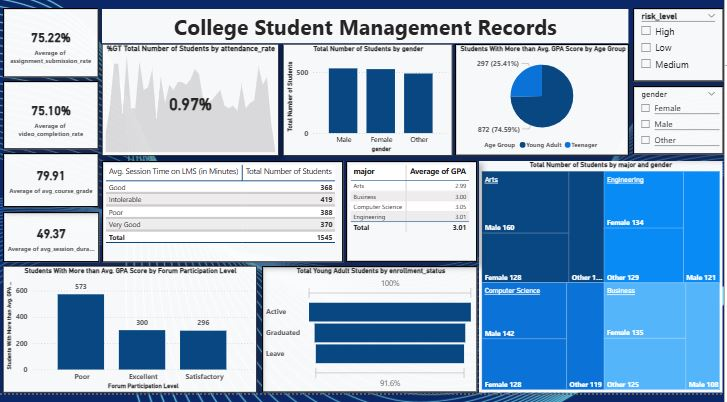 College Student Management Records
75.22%
Average of
assignment_submission_rate
75.10%
Average of
video_completion_rate
79.91
Average of avg_course_grade
49.37
Average of avg_session_dura...
%GT Total Number of Students by attendance_rate
0.97%
Total Number of Students by gender
Total Number of Students
500
0
Male
Female
Other
gender
Students With More than Avg. GPA Score by Age Group
297 (25.41%)
872 (74.59%)
Age Group
Young Adult
Teenager
risk_level
High
Low
Medium
gender
Female
Male
Other
Avg. Session Time on LMS (in Minutes) Total Number of Students
Good 368
Intolerable 419
Poor 388
Very Good 370
Total 1545
major Average of GPA
Arts 2.99
Business 3.00
Computer Science 3.05
Engineering 3.01
Total 3.01
Total Number of Students by major and gender
Arts
Male 160
Female 128
Other 1...
Engineering
Female 134
Other 129
Male 121
Computer Science
Male 142
Female 128
Other 119
Business
Female 135
Other 125
Male 108
Students With More than Avg. GPA Score by Forum Participation Level
Students With More than Avg. GPA ...
600
400
200
0
573
300
296
Poor
Excellent
Satisfactory
Forum Participation Level
Total Young Adult Students by enrollment_status
100%
Active
Graduated
Leave
91.6%